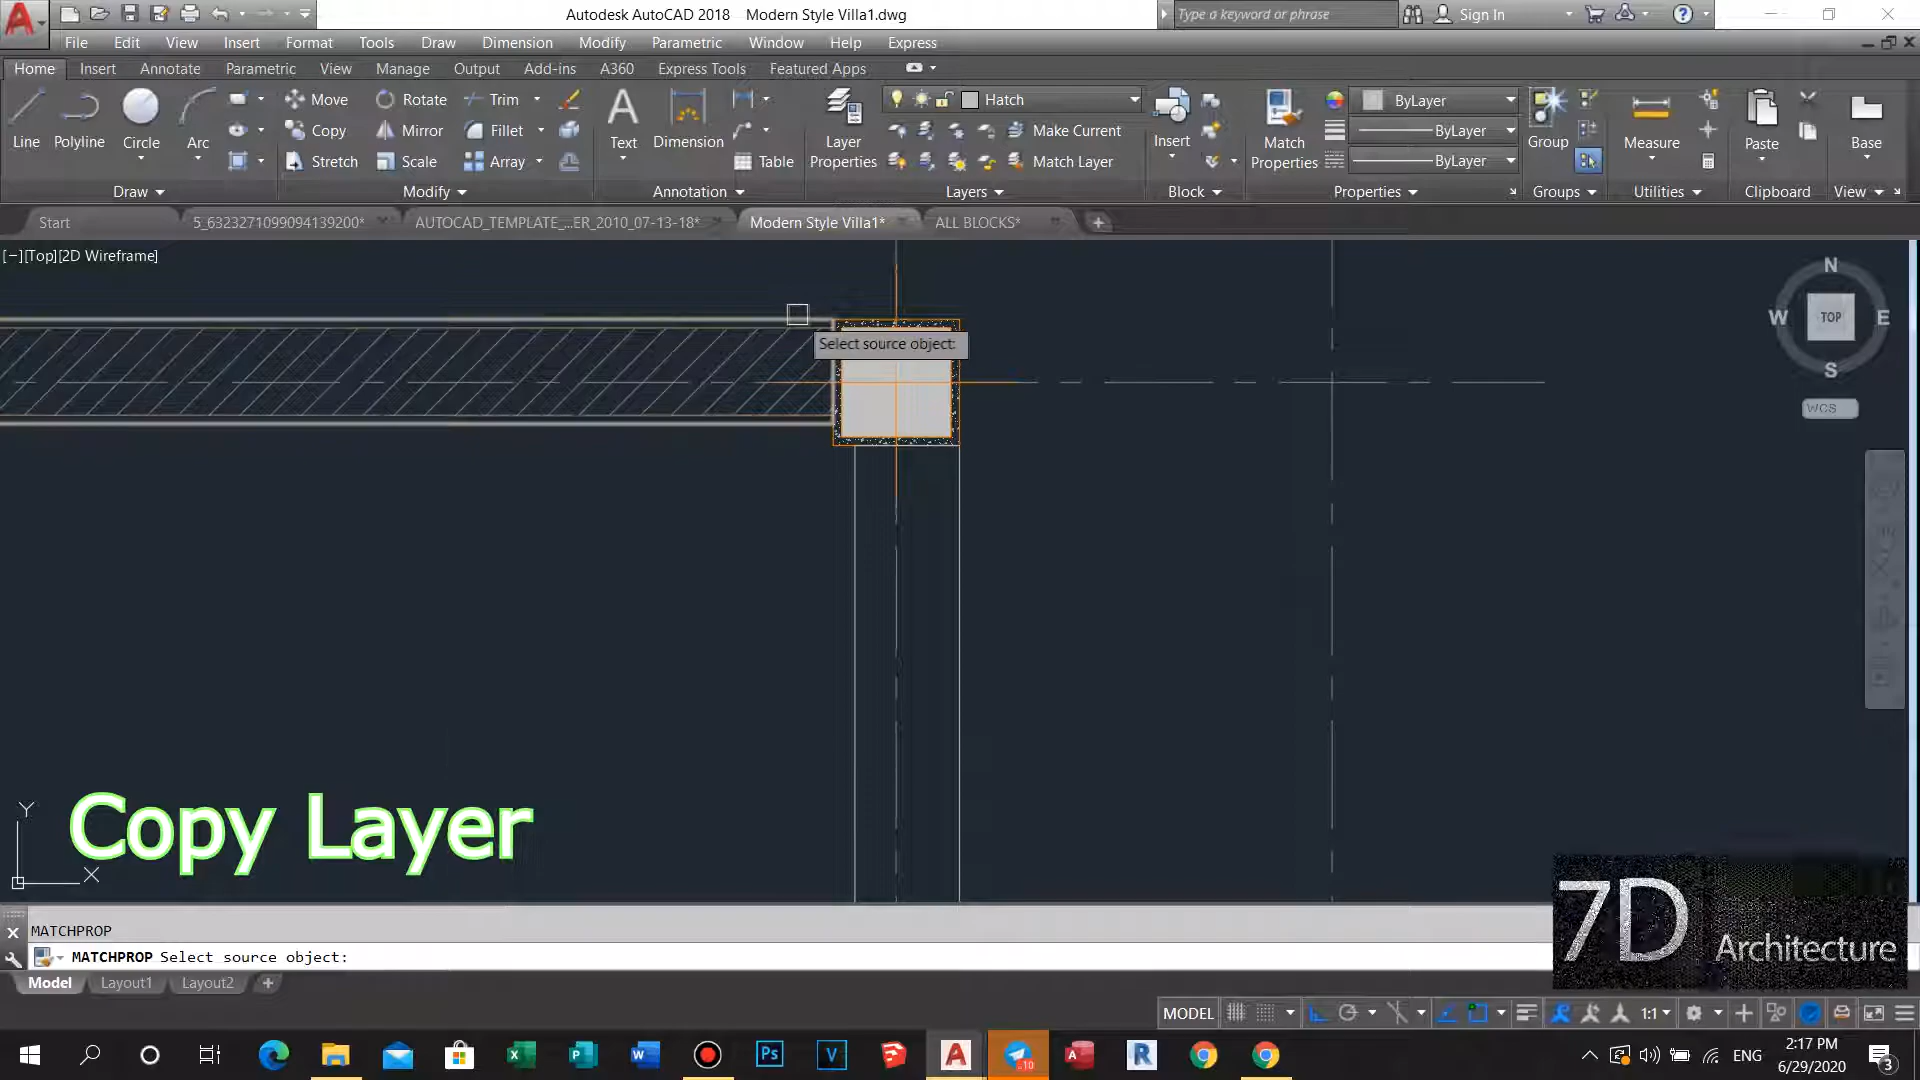 Autodesk AutoCAD 2018 Modern Style Villa1.dwg
Type a keyword or phrase
Sign In
File Edit View Insert Format Tools Draw Dimension Modify Parametric Window Help Express
Home Insert Annotate Parametric View Manage Output Add-ins A360 Express Tools Featured Apps
Move Rotate Trim Hatch ByLayer
Line Polyline Circle Arc Copy Mirror Fillet Text Dimension Layer Properties Make Current Insert Match Properties ByLayer Group Measure Paste Base
Stretch Scale Array Table Match Layer ByLayer
Draw Modify Annotation Layers Block Properties Groups Utilities Clipboard View
Start 5_6323271099094139200* AUTOCAD_TEMPLATE_...ER_2010_07-13-18* Modern Style Villa1* ALL BLOCKS*
[−][Top][2D Wireframe]
N
W TOP E
S
WCS
Select source object:
Y
X
Copy Layer
7D Architecture
MATCHPROP
MATCHPROP Select source object:
Model Layout1 Layout2
MODEL 1:1
ENG 2:17 PM
6/29/2020
3
Ps
V
10
R